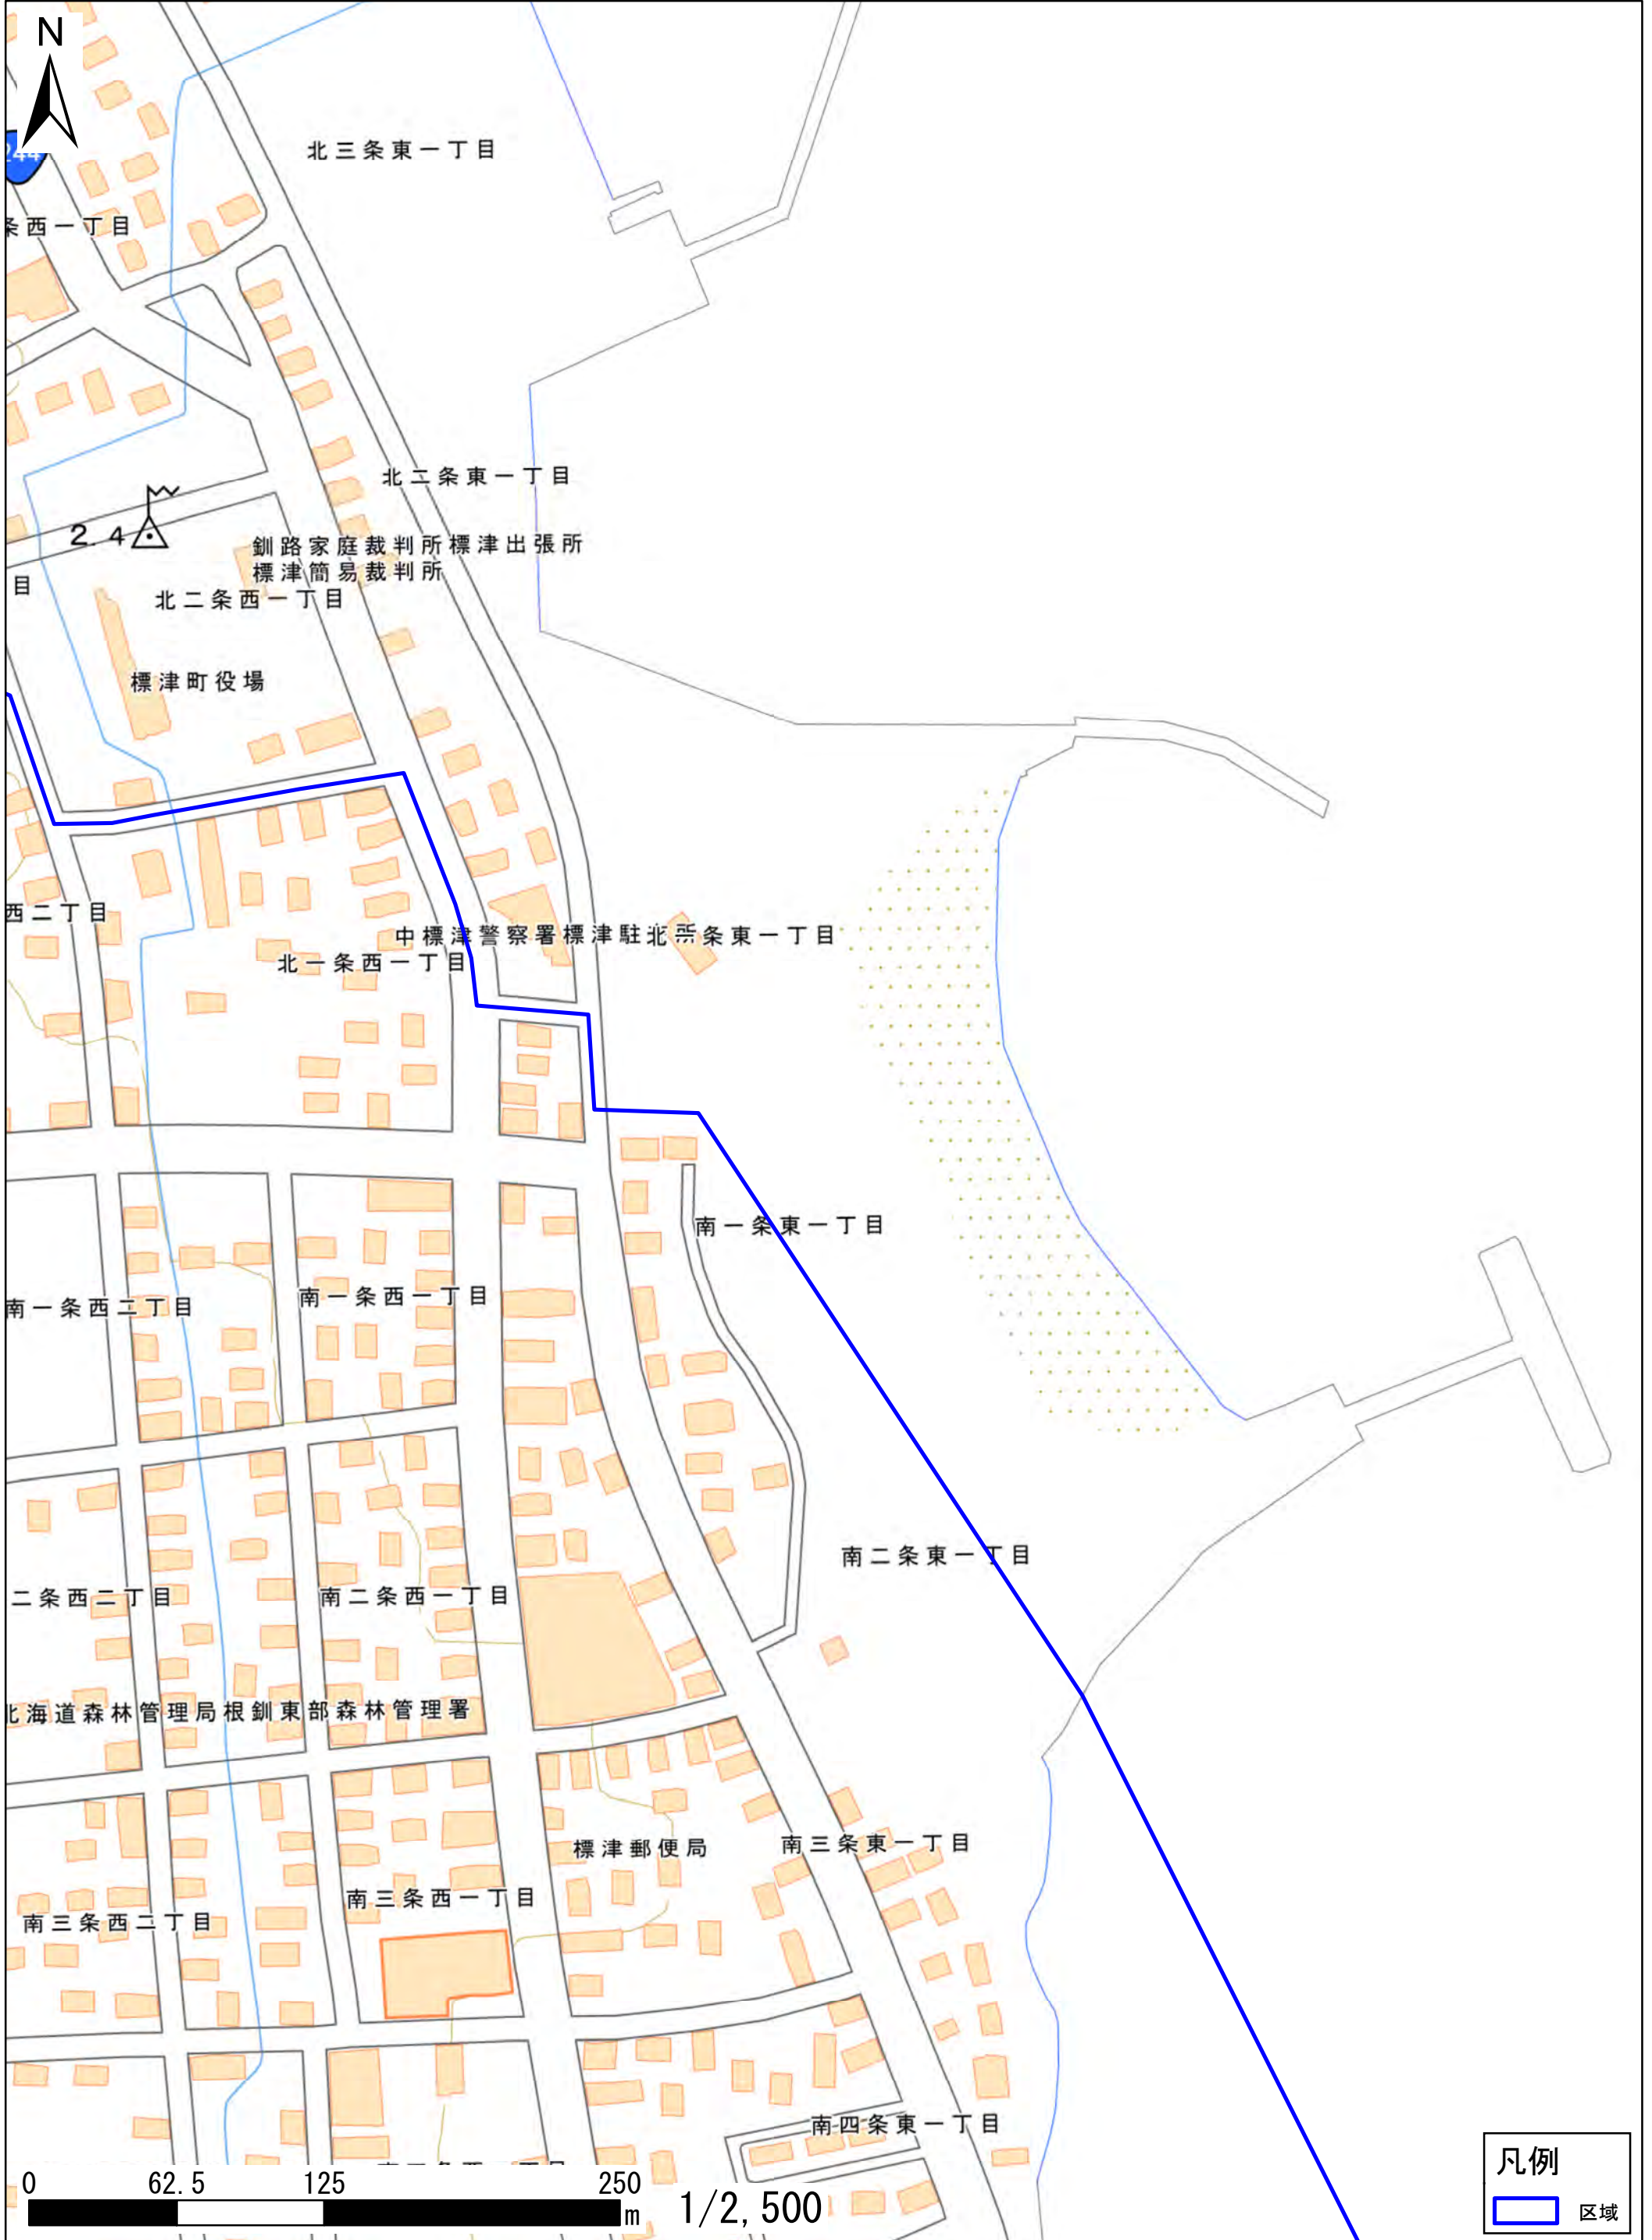 N
北三条東一丁目
244
条西一丁目
北二条東一丁目
2.4
釧路家庭裁判所標津出張所
標津簡易裁判所
目
北二条西一丁目
標津町役場
西二丁目
中標津警察署標津駐
条東一丁目
北一条西一丁目
南一条東一丁目
南一条西一丁目
南一条西二丁目
南二条東一丁目
二条西二丁目
南二条西一丁目
北海道森林管理局根釧東部森林管理署
標津郵便局
南三条東一丁目
南三条西一丁目
南三条西二丁目
南四条東一丁目
凡例
区域
0 62.5 125 250
m
1/2,500